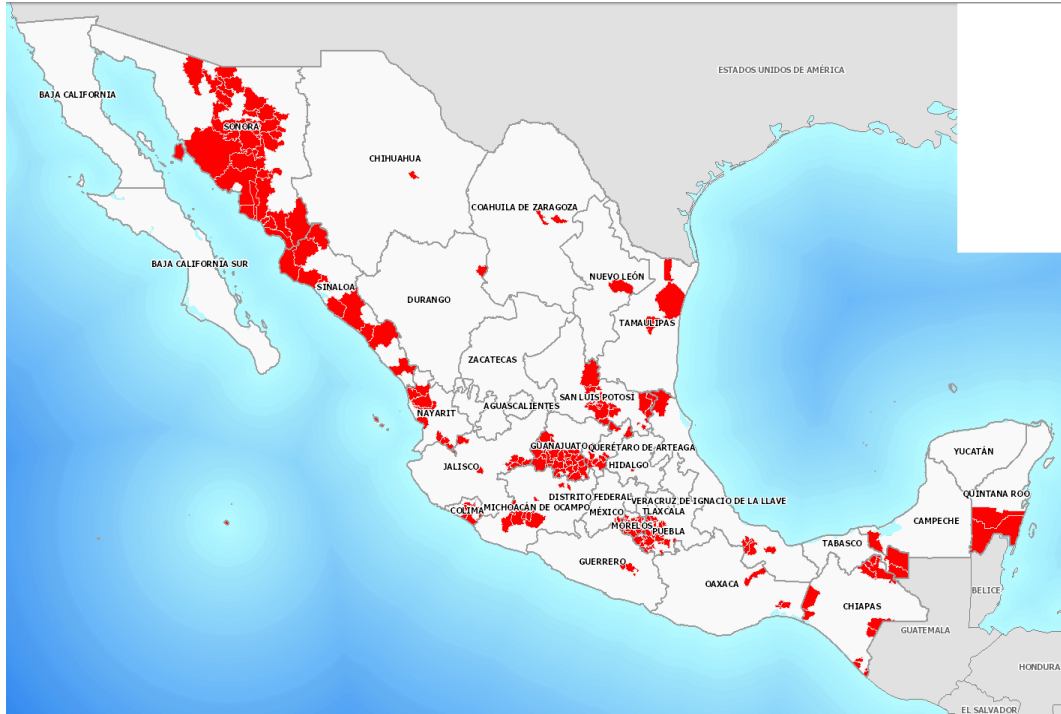 ESTADOS UNIDOS DE AMÉRICA
BAJA CALIFORNIA
SONORA
CHIHUAHUA
COAHUILA DE ZARAGOZA
BAJA CALIFORNIA SUR
NUEVO LEÓN
SINALOA
DURANGO
TAMAULIPAS
ZACATECAS
SAN LUIS POTOSI
AGUASCALIENTES
NAYARIT
GUANAJUATO
QUERÉTARO DE ARTEAGA
YUCATÁN
JALISCO
HIDALGO
QUINTANA ROO
DISTRITO FEDERAL
VERACRUZ DE IGNACIO DE LA LLAVE
COLIMA
MICHOACÁN DE OCAMPO
MÉXICO
TLAXCALA
CAMPECHE
MORELOS
PUEBLA
TABASCO
GUERRERO
OAXACA
BELICE
CHIAPAS
GUATEMALA
HONDURA
EL SALVADOR